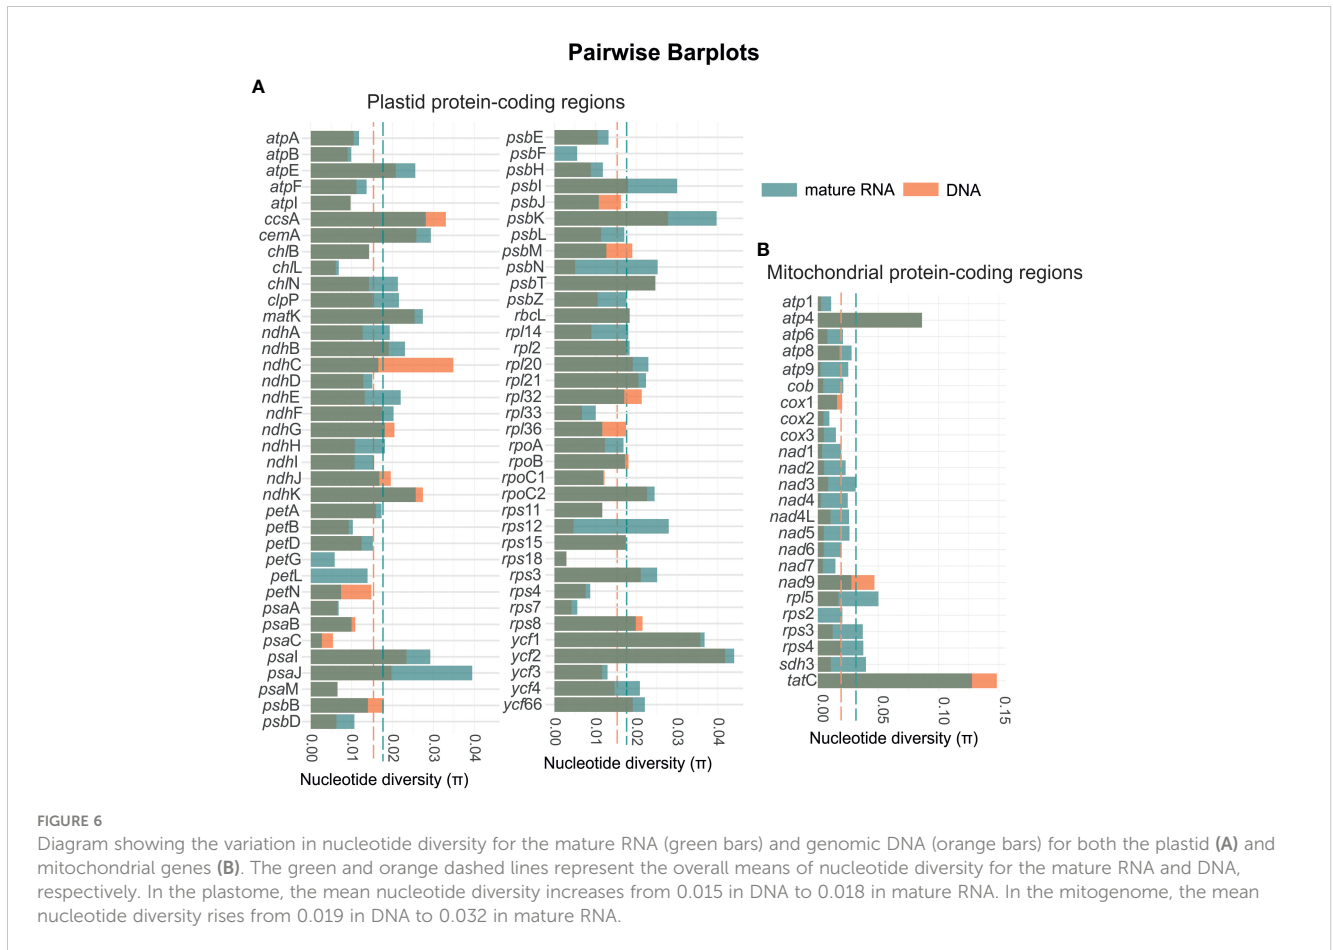 Pairwise Barplots
A
Plastid protein-coding regions
atpA
atpB
atpE
atpF
atpI
ccsA
cemA
chlB
chlL
chlN
clpP
matK
ndhA
ndhB
ndhC
ndhD
ndhE
ndhF
ndhG
ndhH
ndhI
ndhJ
ndhK
petA
petB
petD
petG
petL
petN
psaA
psaB
psaC
psaI
psaJ
psaM
psbB
psbD
0.00
0.01
0.02
0.03
0.04
Nucleotide diversity (π)
psbE
psbF
psbH
psbI
psbJ
psbK
psbL
psbM
psbN
psbT
psbZ
rbcL
rpl14
rpl2
rpl20
rpl21
rpl32
rpl33
rpl36
rpoA
rpoB
rpoC1
rpoC2
rps11
rps12
rps15
rps18
rps3
rps4
rps7
rps8
ycf1
ycf2
ycf3
ycf4
ycf66
0.00
0.01
0.02
0.03
0.04
Nucleotide diversity (π)
mature RNA
DNA
B
Mitochondrial protein-coding regions
atp1
atp4
atp6
atp8
atp9
cob
cox1
cox2
cox3
nad1
nad2
nad3
nad4
nad4L
nad5
nad6
nad7
nad9
rpl5
rps2
rps3
rps4
sdh3
tatC
0.00
0.05
0.10
0.15
Nucleotide diversity (π)
FIGURE 6
Diagram showing the variation in nucleotide diversity for the mature RNA (green bars) and genomic DNA (orange bars) for both the plastid (A) and
mitochondrial genes (B). The green and orange dashed lines represent the overall means of nucleotide diversity for the mature RNA and DNA,
respectively. In the plastome, the mean nucleotide diversity increases from 0.015 in DNA to 0.018 in mature RNA. In the mitogenome, the mean
nucleotide diversity rises from 0.019 in DNA to 0.032 in mature RNA.